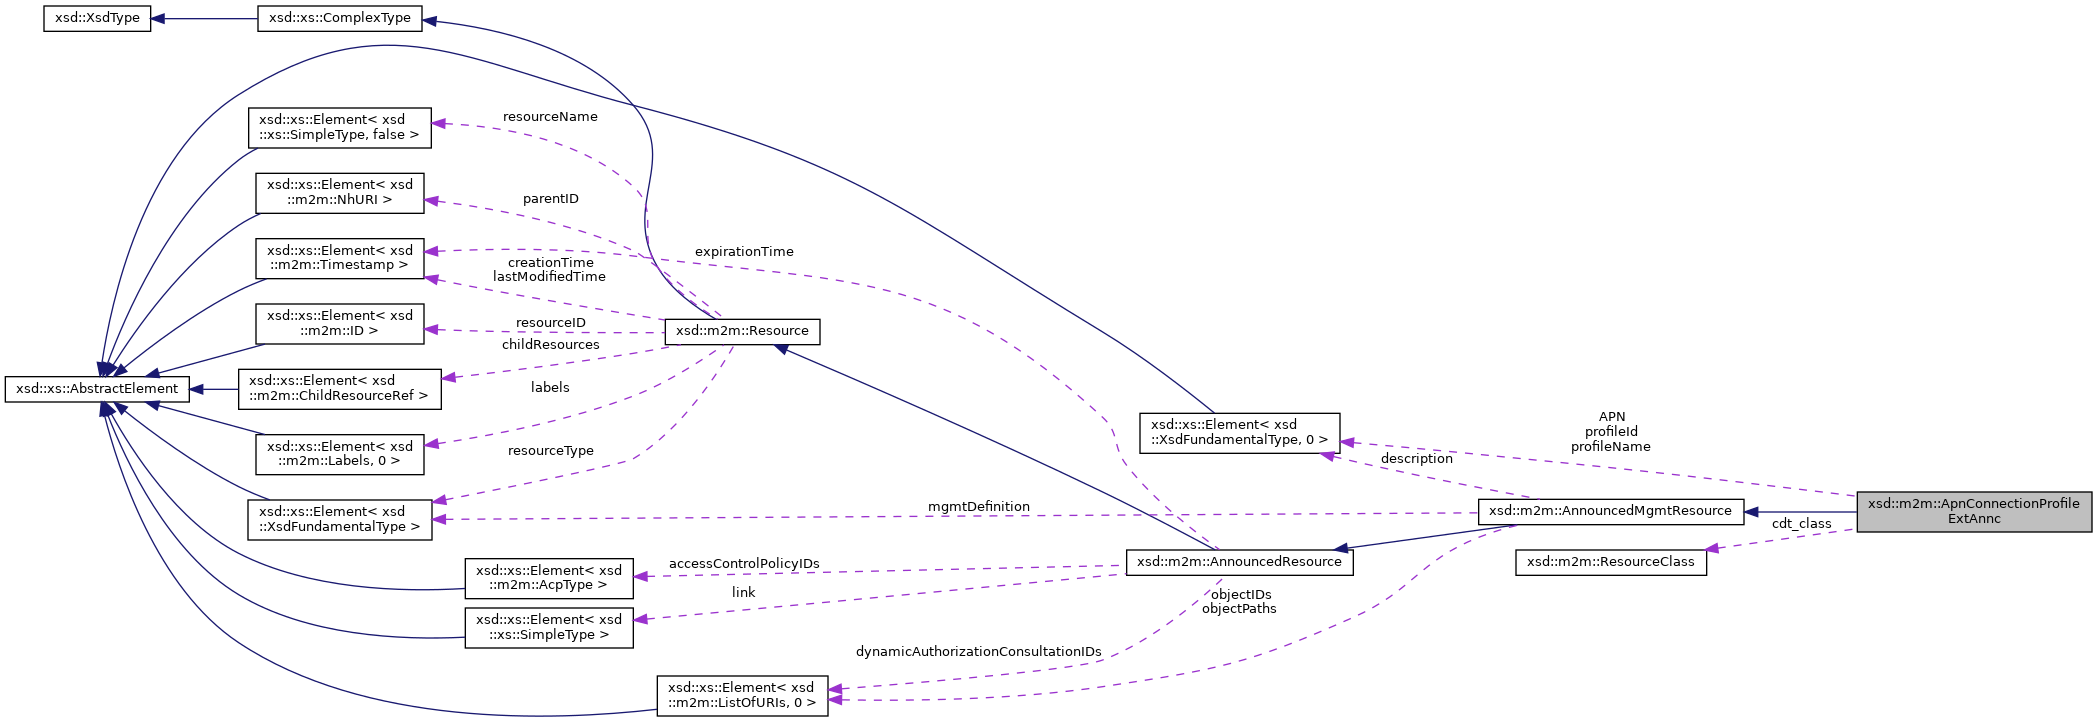 xsd::XsdType
xsd::xs::ComplexType
xsd::xs::Element< xsd
::xs::SimpleType, false >
resourceName
xsd::xs::Element< xsd
::m2m::NhURI >
parentID
xsd::xs::Element< xsd
::m2m::Timestamp >
expirationTime
creationTime
lastModifiedTime
xsd::xs::Element< xsd
::m2m::ID >
resourceID
xsd::m2m::Resource
childResources
xsd::xs::AbstractElement
xsd::xs::Element< xsd
::m2m::ChildResourceRef >
labels
xsd::xs::Element< xsd
::m2m::Labels, 0 >
resourceType
xsd::xs::Element< xsd
::XsdFundamentalType, 0 >
APN
profileId
profileName
description
xsd::xs::Element< xsd
::XsdFundamentalType >
mgmtDefinition
xsd::m2m::AnnouncedMgmtResource
xsd::m2m::ApnConnectionProfile
ExtAnnc
cdt_class
xsd::m2m::ResourceClass
xsd::m2m::AnnouncedResource
xsd::xs::Element< xsd
::m2m::AcpType >
accessControlPolicyIDs
link
xsd::xs::Element< xsd
::xs::SimpleType >
objectIDs
objectPaths
dynamicAuthorizationConsultationIDs
xsd::xs::Element< xsd
::m2m::ListOfURIs, 0 >